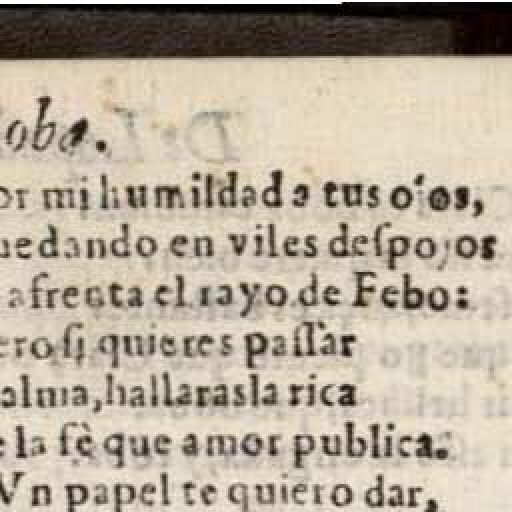 oba.
or mi humildad a tus ojos,
uedando en viles deſpojos
afrenta el rayo de Febo:
ero ſi quieres paſſar
alma, hallaraſla rica
e la fè que amor publica.
Vn papel te quiero dar,